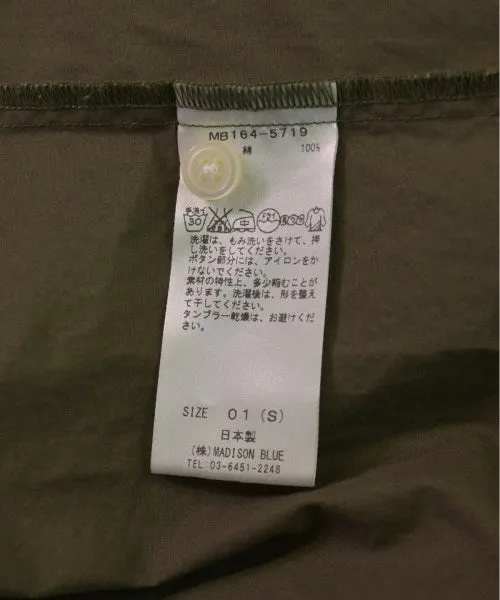 MB164-5719
綿 100%
手洗イ
30
中
洗濯は、もみ洗いをさけて、押
し洗いをしてください。
ボタン部分には、アイロンをか
けないでください。
素材の特性上、多少縮むことが
あります。洗濯後は、形を整え
て干してください。
タンブラー乾燥は、お避けくだ
さい。
SIZE 01(S)
日本製
(株)MADISON BLUE
TEL:03-6451-2248